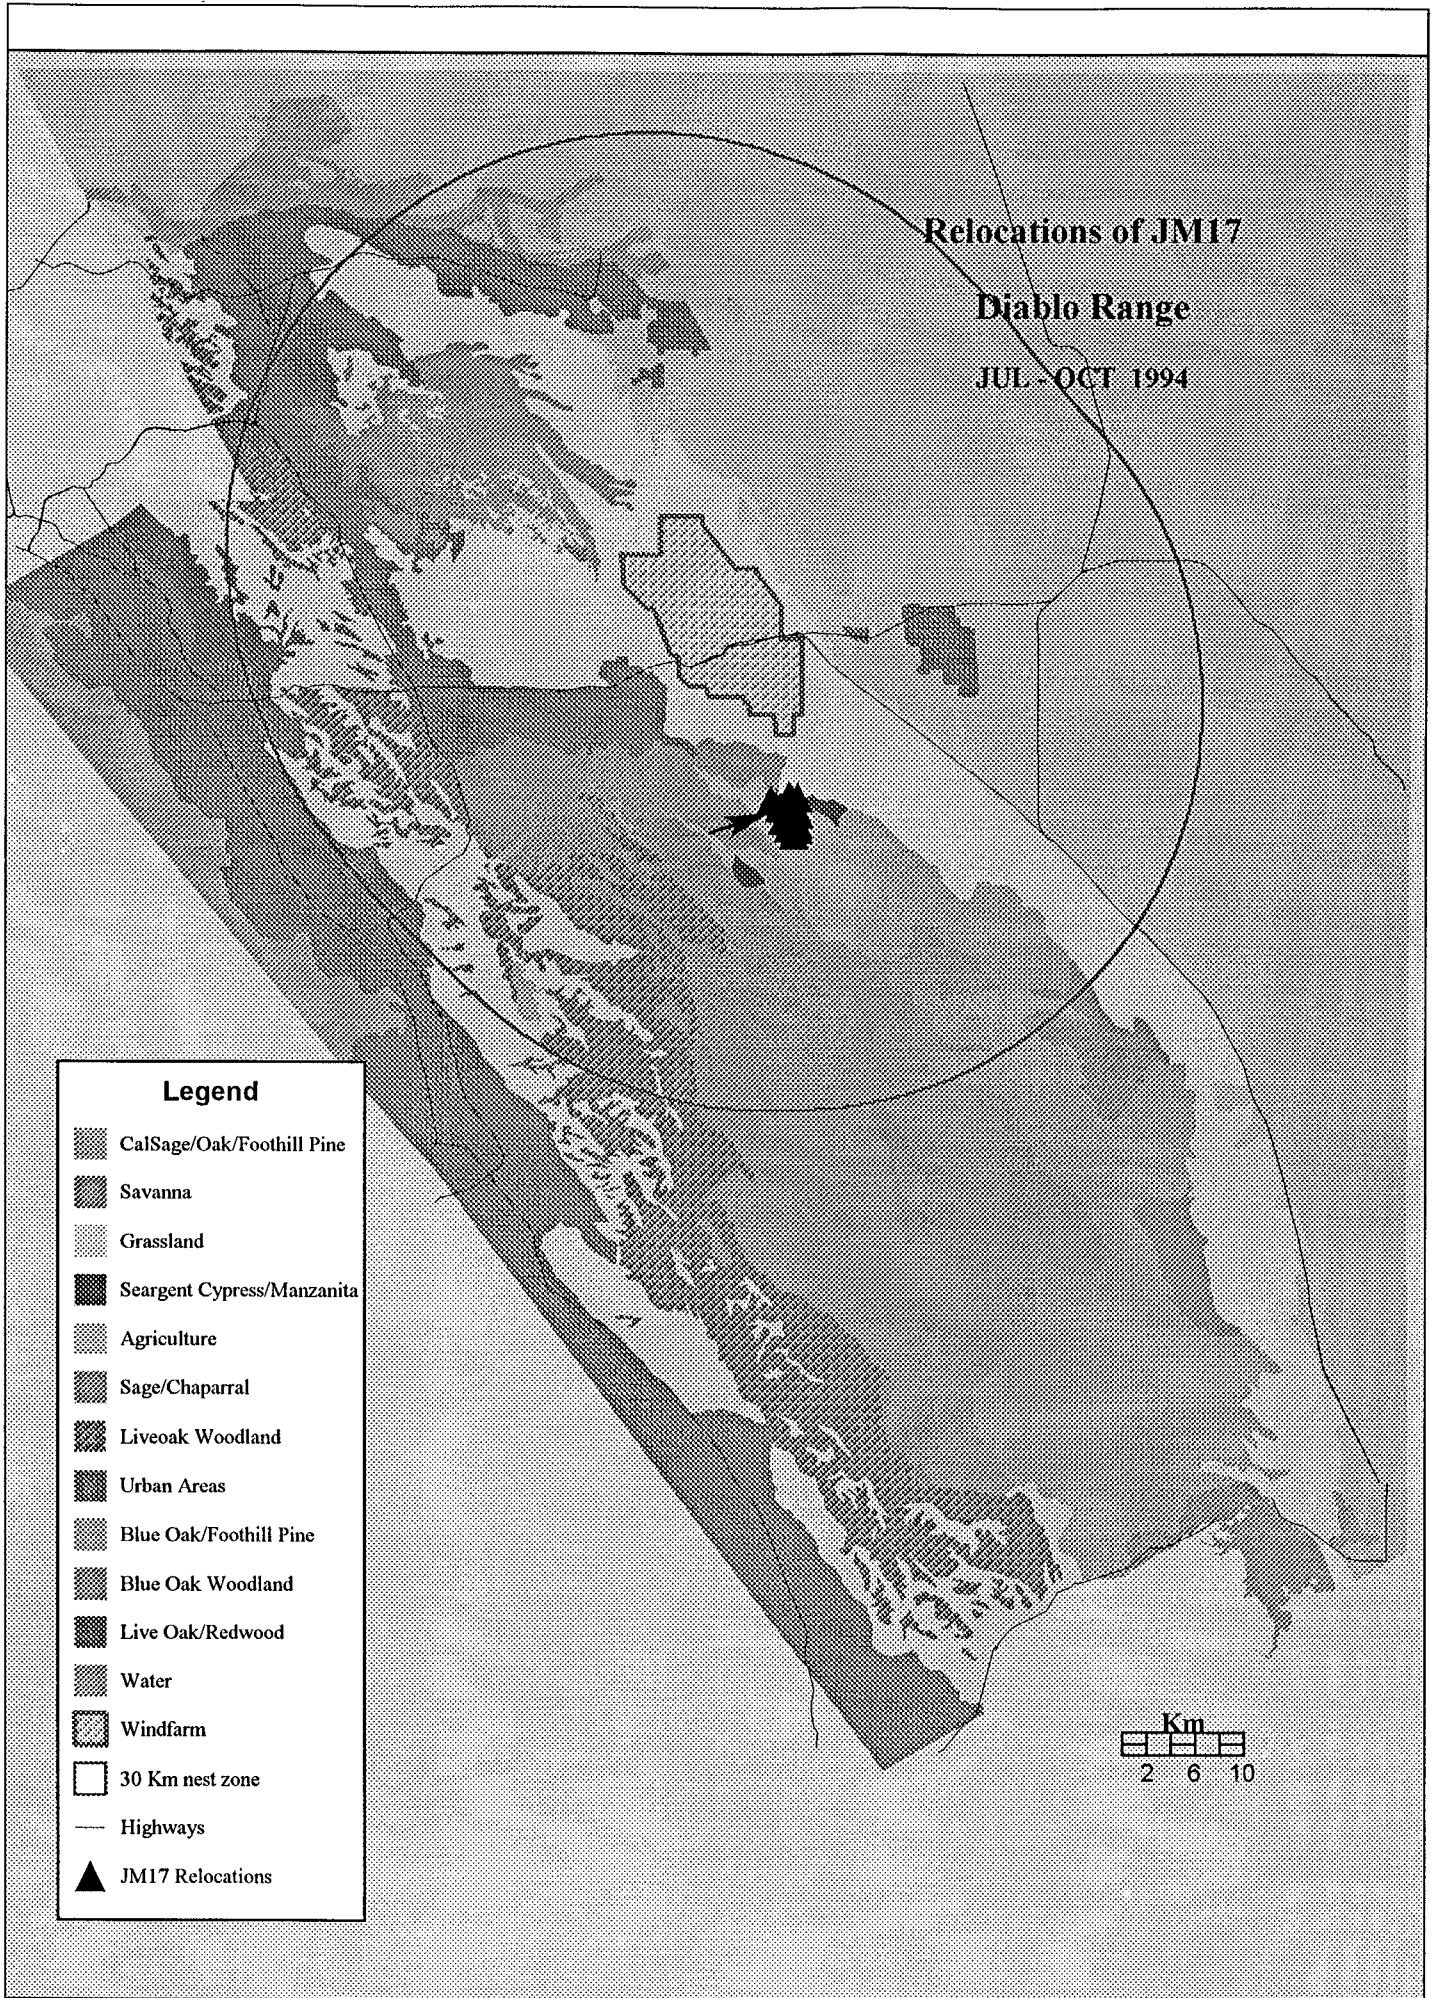 Relocations of JM17
Diablo Range
JUL - OCT 1994
Legend
CalSage/Oak/Foothill Pine
Savanna
Grassland
Seargent Cypress/Manzanita
Agriculture
Sage/Chaparral
Liveoak Woodland
Urban Areas
Blue Oak/Foothill Pine
Blue Oak Woodland
Live Oak/Redwood
Water
Windfarm
30 Km nest zone
Highways
JM17 Relocations
Km
2 6 10